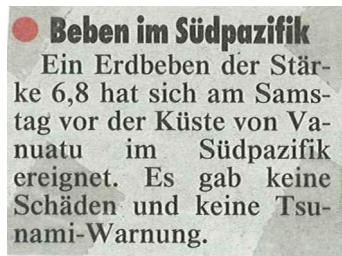 Beben im Südpazifik
Ein Erdbeben der Stär-
ke 6,8 hat sich am Sams-
tag vor der Küste von Va-
nuatu im Südpazifik
ereignet. Es gab keine
Schäden und keine Tsu-
nami-Warnung.